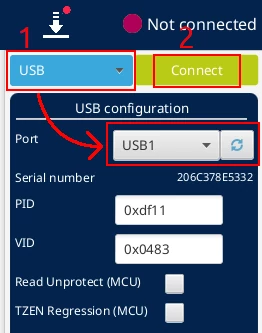 1
2
Not connected
USB
Connect
USB configuration
Port
USB1
Serial number
206C378E5332
PID
0xdf11
VID
0x0483
Read Unprotect (MCU)
TZEN Regression (MCU)